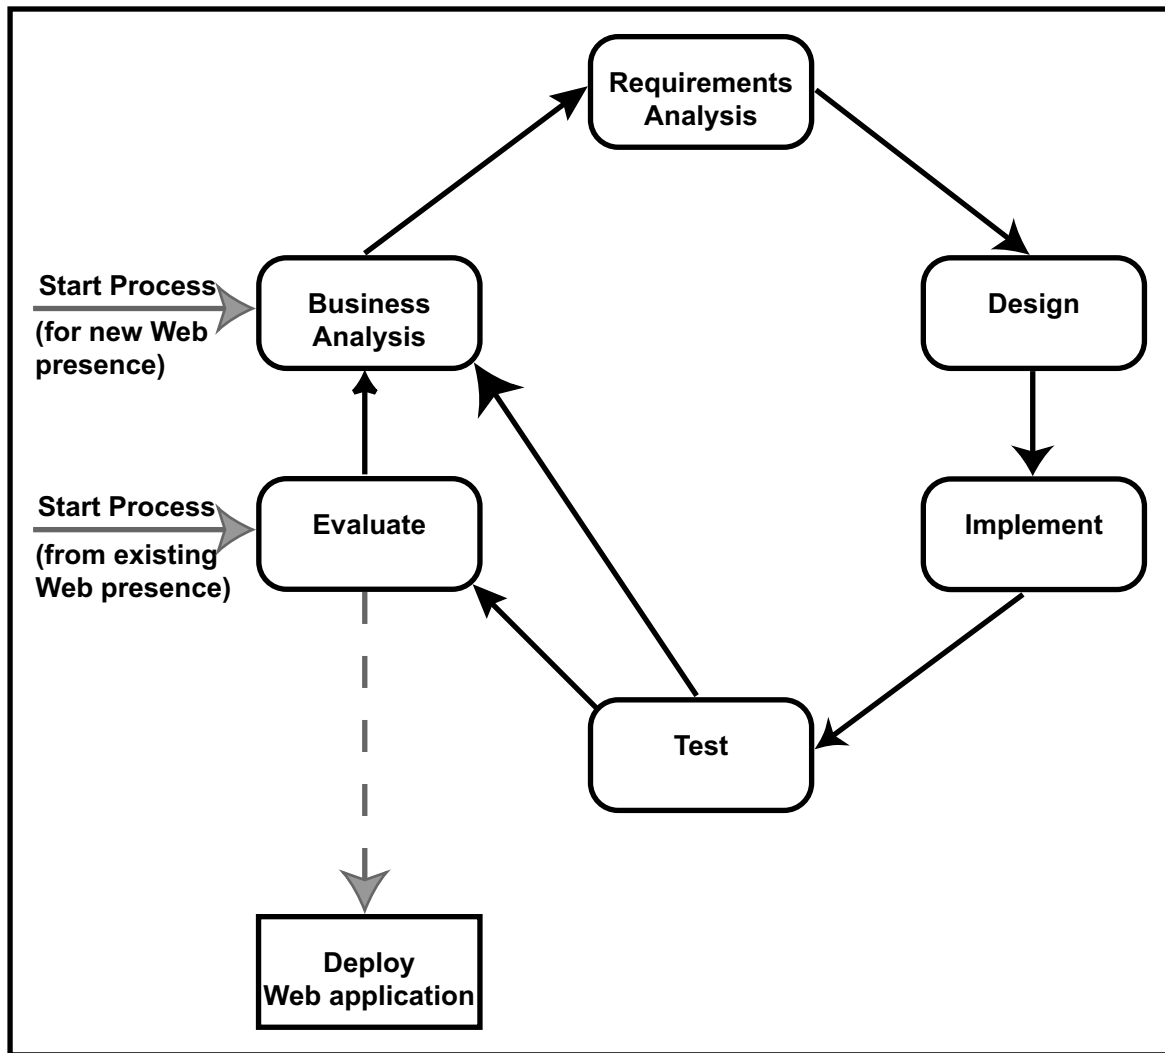 Requirements
Analysis
Start Process
(for new Web
presence)
Business
Analysis
Design
Start Process
(from existing
Web presence)
Evaluate
Implement
Test
Deploy
Web application